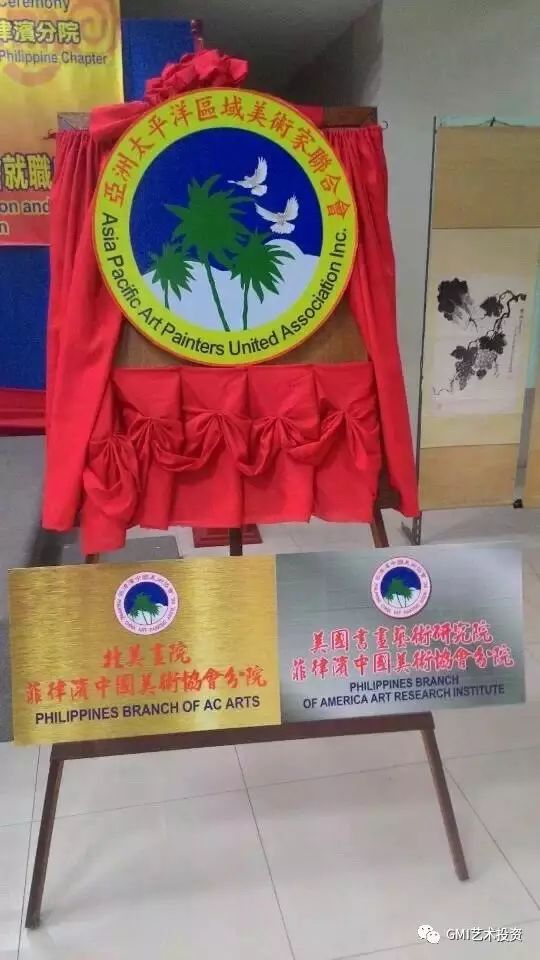 Ceremony
律濱分院
Philippine Chapter
就職
ion and
n
亞洲太平洋區域美術家聯合會
Asia Pacific Art Painters United Association Inc.
桂美畫院
菲律濱中國美術協會分院
PHILIPPINES BRANCH OF AC ARTS
美國書畫藝術研究院
菲律濱中國美術協會分院
PHILIPPINES BRANCH
OF AMERICA ART RESEARCH INSTITUTE
GMI艺术投资